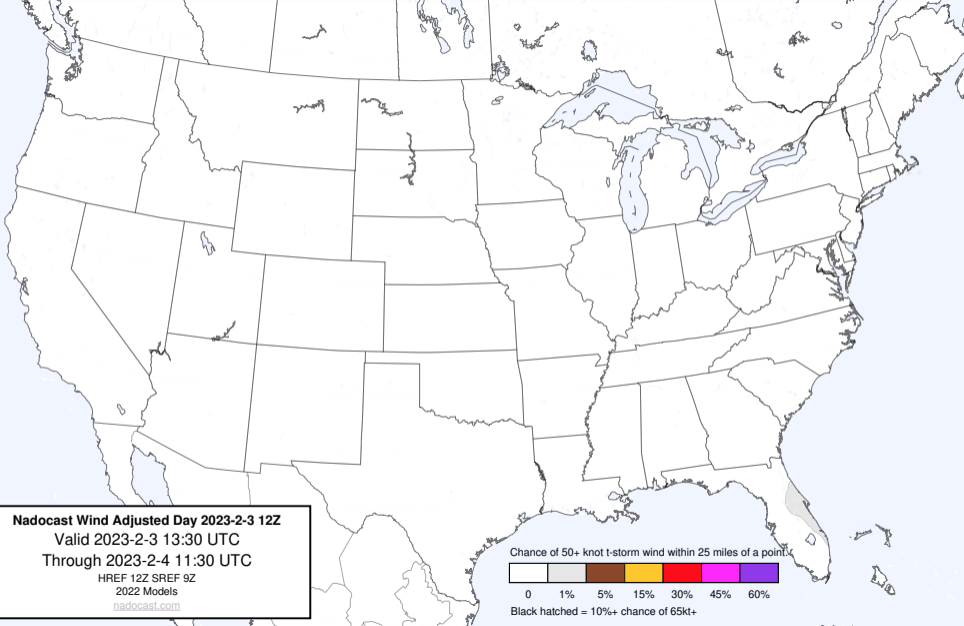 Nadocast Wind Adjusted Day 2023-2-3 12Z
Valid 2023-2-3 13:30 UTC
Through 2023-2-4 11:30 UTC
HREF 12Z SREF 9Z
2022 Models
nadocast.com
Chance of 50+ knot t-storm wind within 25 miles of a point.
0 1% 5% 15% 30% 45% 60%
Black hatched = 10%+ chance of 65kt+